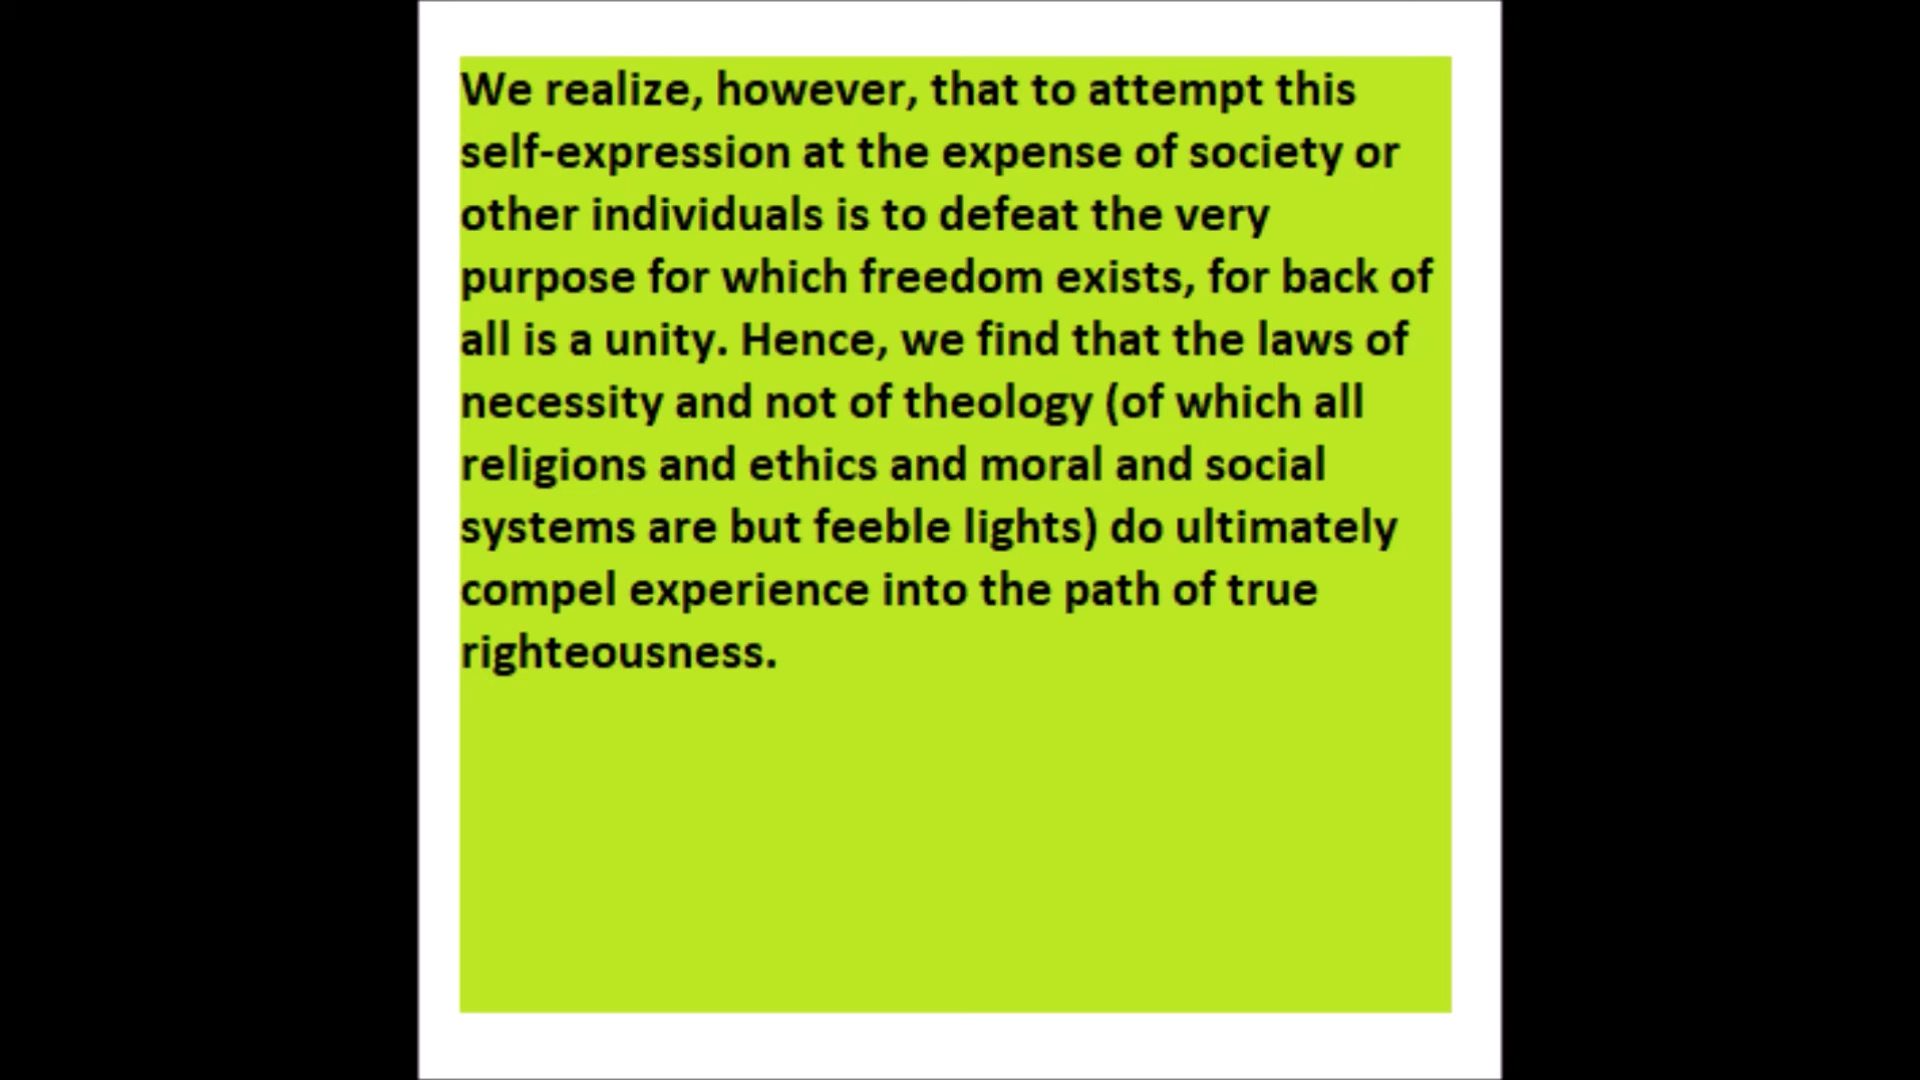 We realize, however, that to attempt this
self-expression at the expense of society or
other individuals is to defeat the very
purpose for which freedom exists, for back of
all is a unity. Hence, we find that the laws of
necessity and not of theology (of which all
religions and ethics and moral and social
systems are but feeble lights) do ultimately
compel experience into the path of true
righteousness.